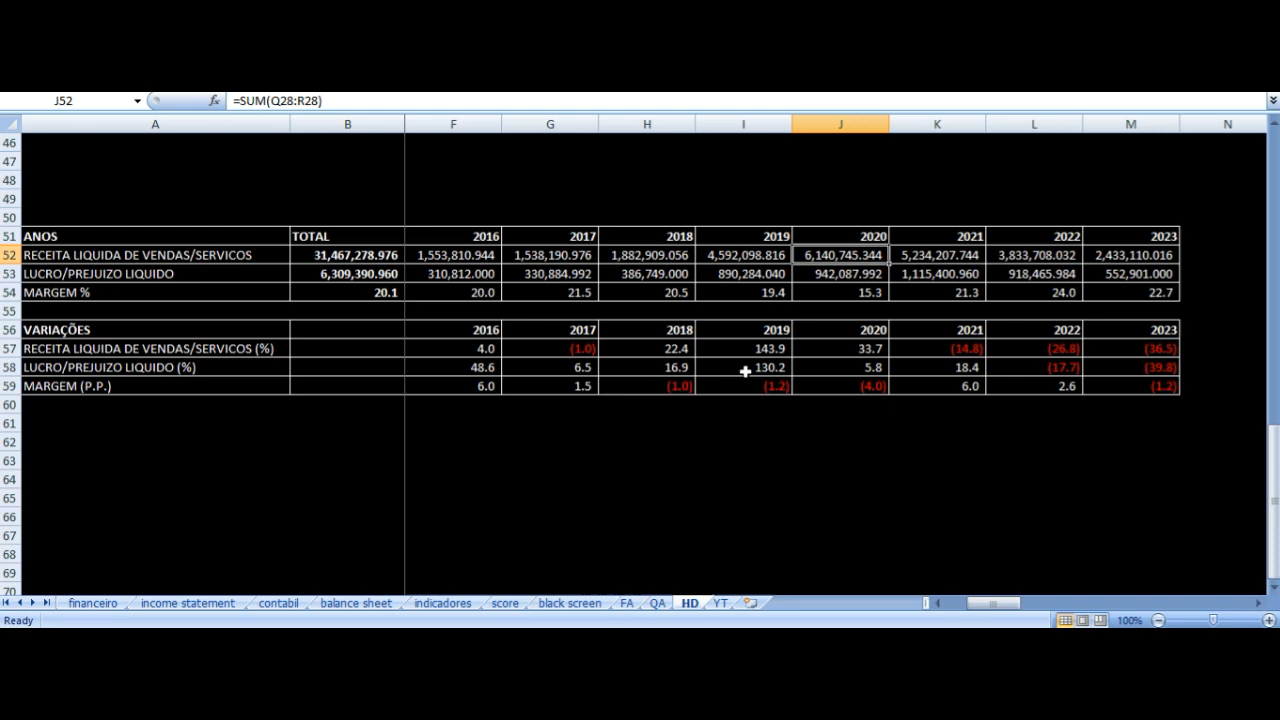 J52 fx =SUM(Q28:R28)
A B F G H I J K L M N
46
47
48
49
50
51 ANOS TOTAL 2016 2017 2018 2019 2020 2021 2022 2023
52 RECEITA LIQUIDA DE VENDAS/SERVICOS 31,467,278.976 1,553,810.944 1,538,190.976 1,882,909.056 4,592,098.816 6,140,745.344 5,234,207.744 3,833,708.032 2,433,110.016
53 LUCRO/PREJUIZO LIQUIDO 6,309,390.960 310,812.000 330,884.992 386,749.000 890,284.040 942,087.992 1,115,400.960 918,465.984 552,901.000
54 MARGEM % 20.1 20.0 21.5 20.5 19.4 15.3 21.3 24.0 22.7
55
56 VARIAÇÕES 2016 2017 2018 2019 2020 2021 2022 2023
57 RECEITA LIQUIDA DE VENDAS/SERVICOS (%) 4.0 (1.0) 22.4 143.9 33.7 (14.8) (26.8) (36.5)
58 LUCRO/PREJUIZO LIQUIDO (%) 48.6 6.5 16.9 130.2 5.8 18.4 (17.7) (39.8)
59 MARGEM (P.P.) 6.0 1.5 (1.0) (1.2) (4.0) 6.0 2.6 (1.2)
60
61
62
63
64
65
66
67
68
69
70
financeiro income statement contabil balance sheet indicadores score black screen FA QA HD YT
Ready 100%